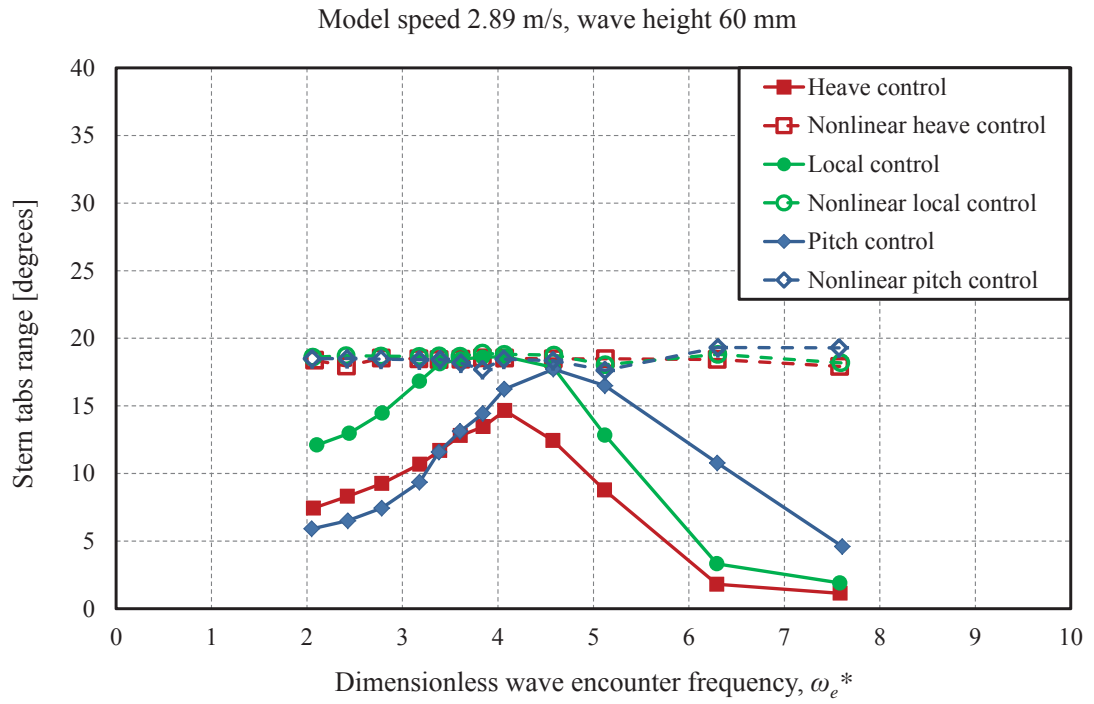 Model speed 2.89 m/s, wave height 60 mm
40
35
30
25
20
15
10
5
0
Stern tabs range [degrees]
Heave control
Nonlinear heave control
Local control
Nonlinear local control
Pitch control
Nonlinear pitch control
0 1 2 3 4 5 6 7 8 9 10
Dimensionless wave encounter frequency, ωe*